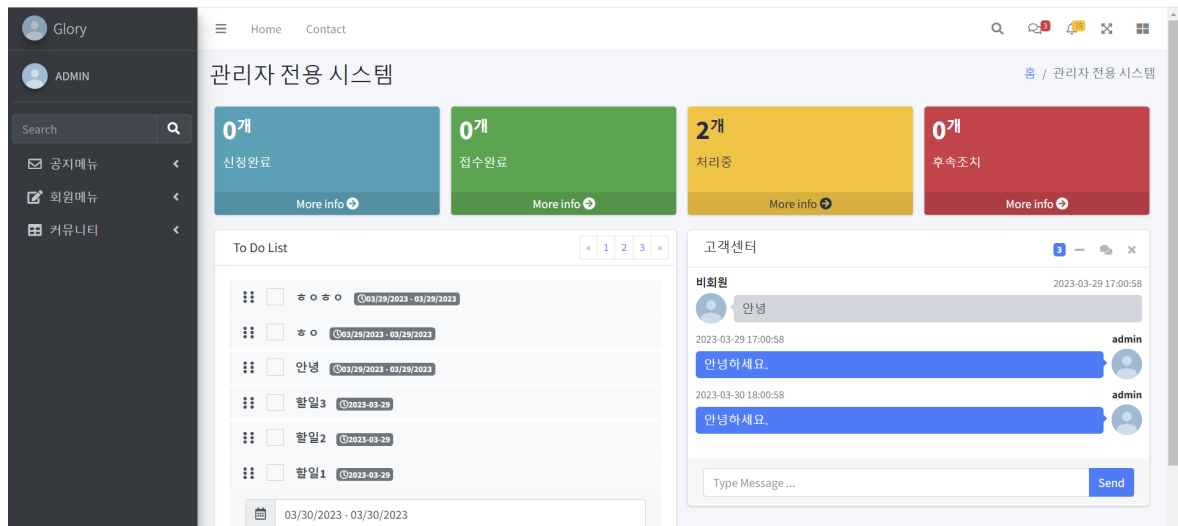 Glory
Home Contact
3
15
ADMIN
관리자 전용 시스템
홈 / 관리자 전용 시스템
Search
공지메뉴
회원메뉴
커뮤니티
0개
신청완료
More info
0개
접수완료
More info
2개
처리중
More info
0개
후속조치
More info
To Do List
« 1 2 3 »
ㅎㅇㅎㅇ 03/29/2023 - 03/29/2023
ㅎㅇ 03/29/2023 - 03/29/2023
안녕 03/29/2023 - 03/29/2023
할일3 2023-03-29
할일2 2023-03-29
할일1 2023-03-29
03/30/2023 - 03/30/2023
고객센터
3
비회원 2023-03-29 17:00:58
안녕
2023-03-29 17:00:58 admin
안녕하세요.
2023-03-30 18:00:58 admin
안녕하세요.
Type Message ...
Send